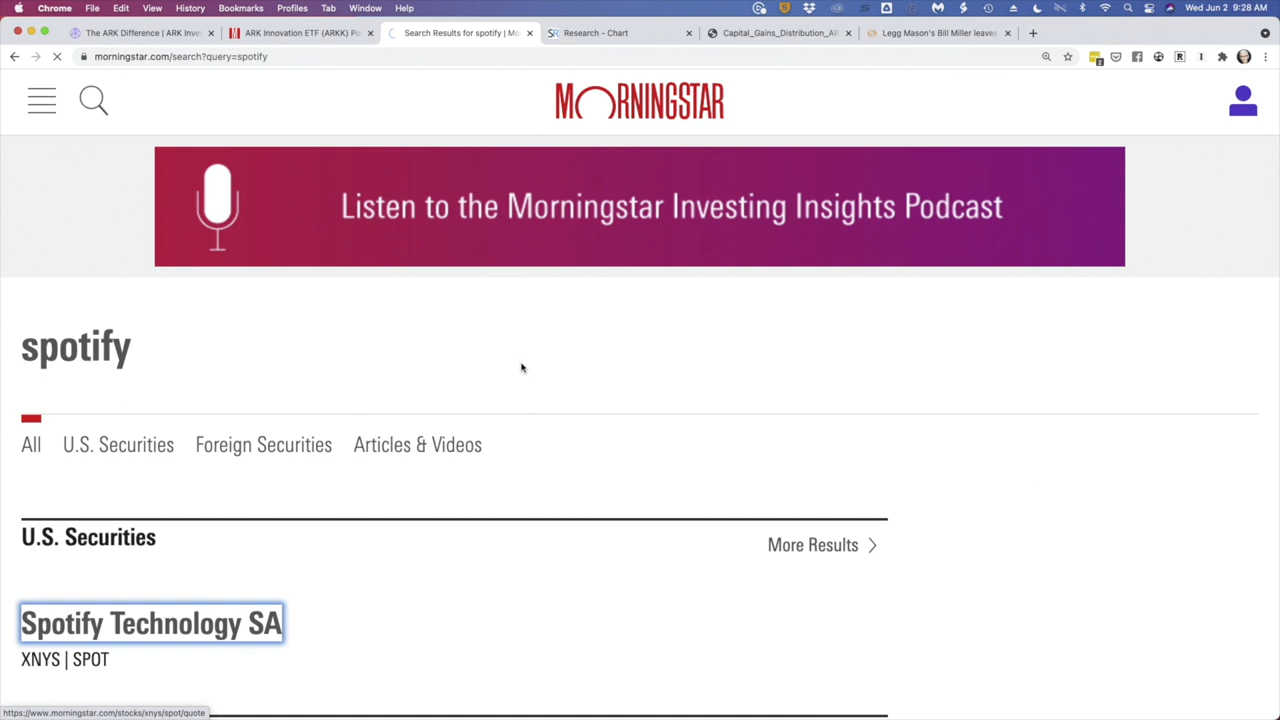 Chrome File Edit View History Bookmarks Profiles Tab Window Help Wed Jun 2 9:28 AM
The ARK Difference | ARK Inve
ARK Innovation ETF (ARKK) Po
Search Results for spotify | Mo
Research - Chart
Capital_Gains_Distribution_AR
Legg Mason's Bill Miller leaves
morningstar.com/search?query=spotify
2
MORNINGSTAR
Listen to the Morningstar Investing Insights Podcast
spotify
All U.S. Securities Foreign Securities Articles & Videos
U.S. Securities
More Results
Spotify Technology SA
XNYS | SPOT
https://www.morningstar.com/stocks/xnys/spot/quote